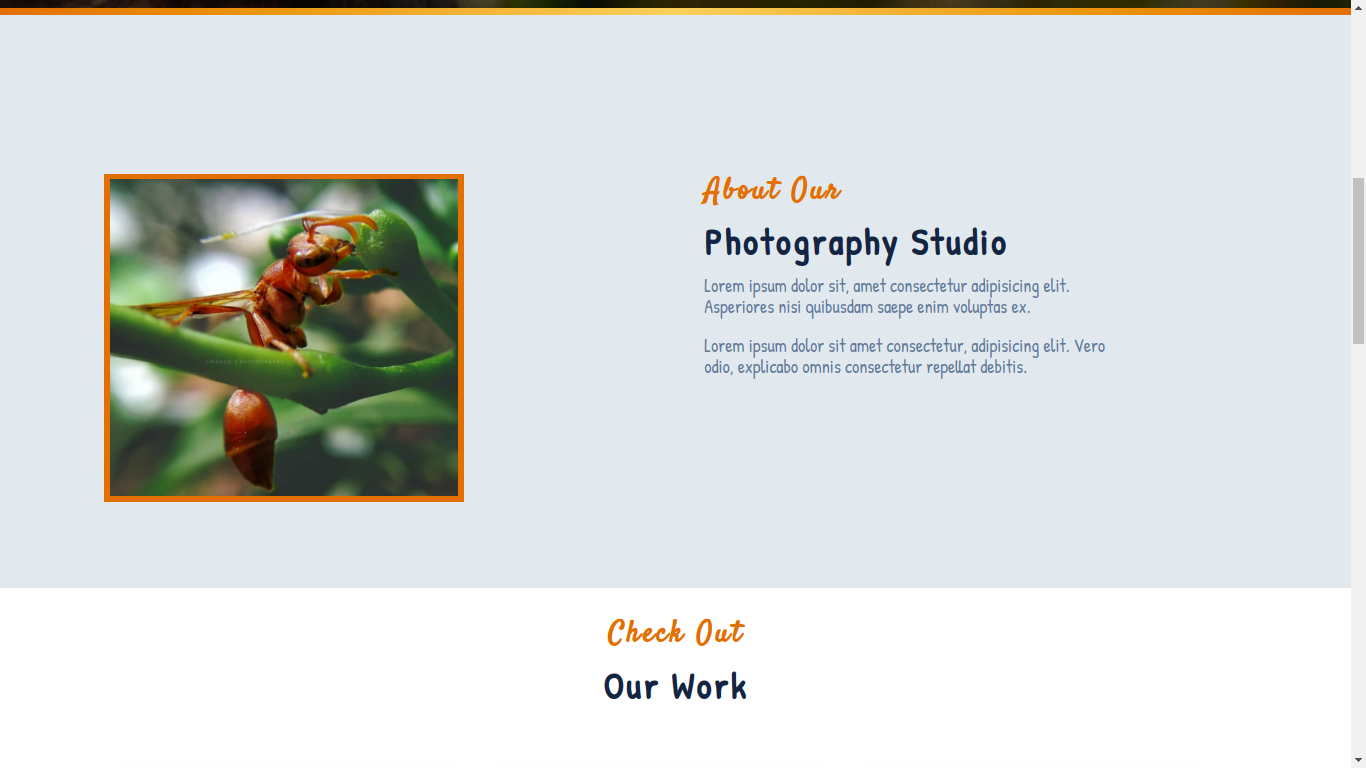 About Our
Photography Studio
Lorem ipsum dolor sit, amet consectetur adipisicing elit.
Asperiores nisi quibusdam saepe enim voluptas ex.
Lorem ipsum dolor sit amet consectetur, adipisicing elit. Vero
odio, explicabo omnis consectetur repellat debitis.
Check Out
Our Work